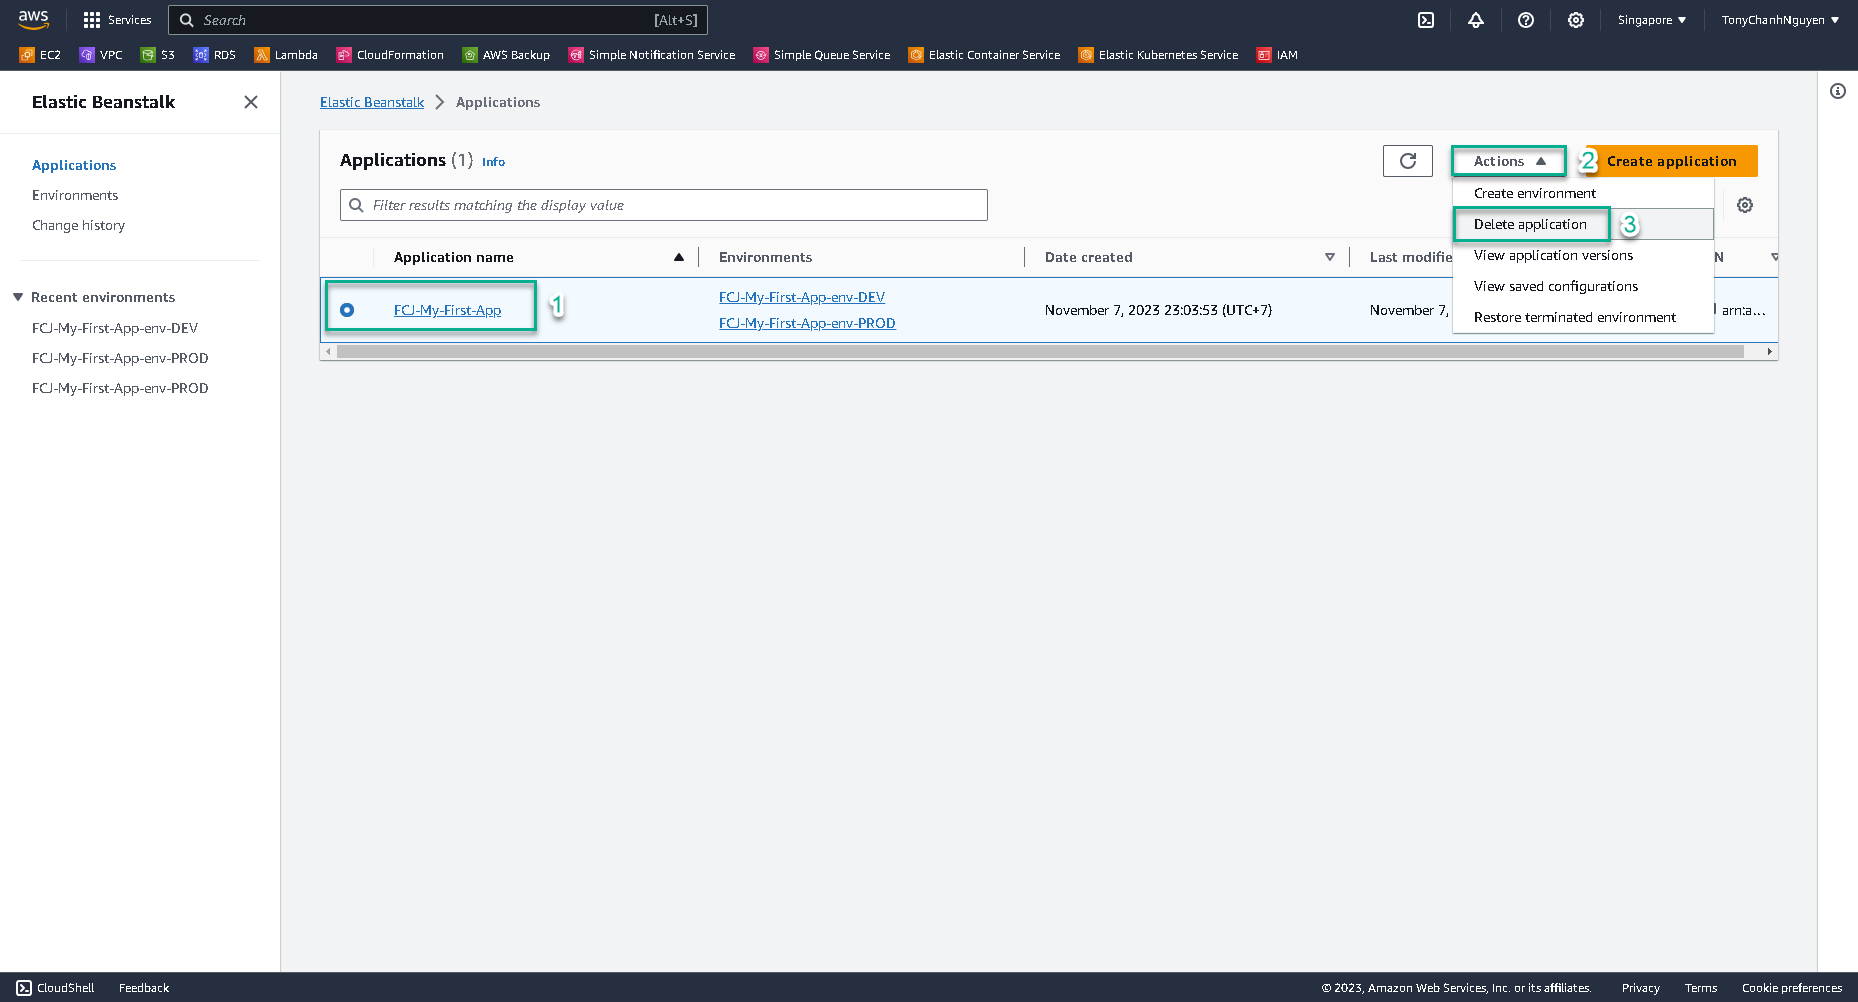 aws
Services
Search
[Alt+S]
Singapore
TonyChanhNguyen
EC2
VPC
S3
RDS
Lambda
CloudFormation
AWS Backup
Simple Notification Service
Simple Queue Service
Elastic Container Service
Elastic Kubernetes Service
IAM
Elastic Beanstalk
Applications
Environments
Change history
Recent environments
FCJ-My-First-App-env-DEV
FCJ-My-First-App-env-PROD
FCJ-My-First-App-env-PROD
Elastic Beanstalk
Applications
Applications (1) Info
Actions
2
Create application
Filter results matching the display value
Create environment
Delete application
3
View application versions
View saved configurations
Restore terminated environment
Application name
Environments
Date created
Last modifie
N
FCJ-My-First-App
1
FCJ-My-First-App-env-DEV
FCJ-My-First-App-env-PROD
November 7, 2023 23:03:53 (UTC+7)
November 7,
arn:a...
CloudShell
Feedback
© 2023, Amazon Web Services, Inc. or its affiliates.
Privacy
Terms
Cookie preferences